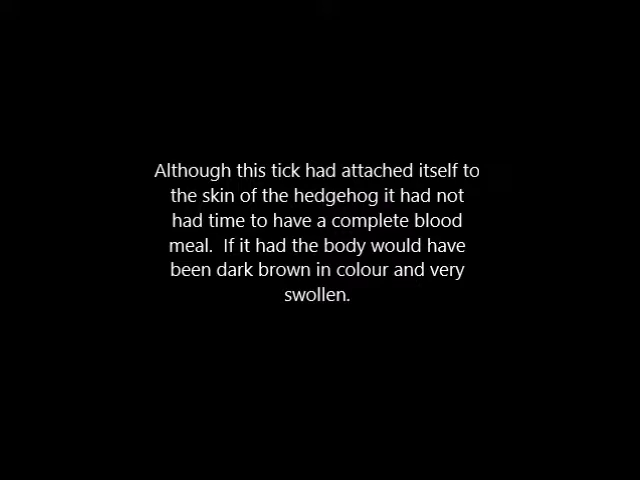 Although this tick had attached itself to
the skin of the hedgehog it had not
had time to have a complete blood
meal.  If it had the body would have
been dark brown in colour and very
swollen.